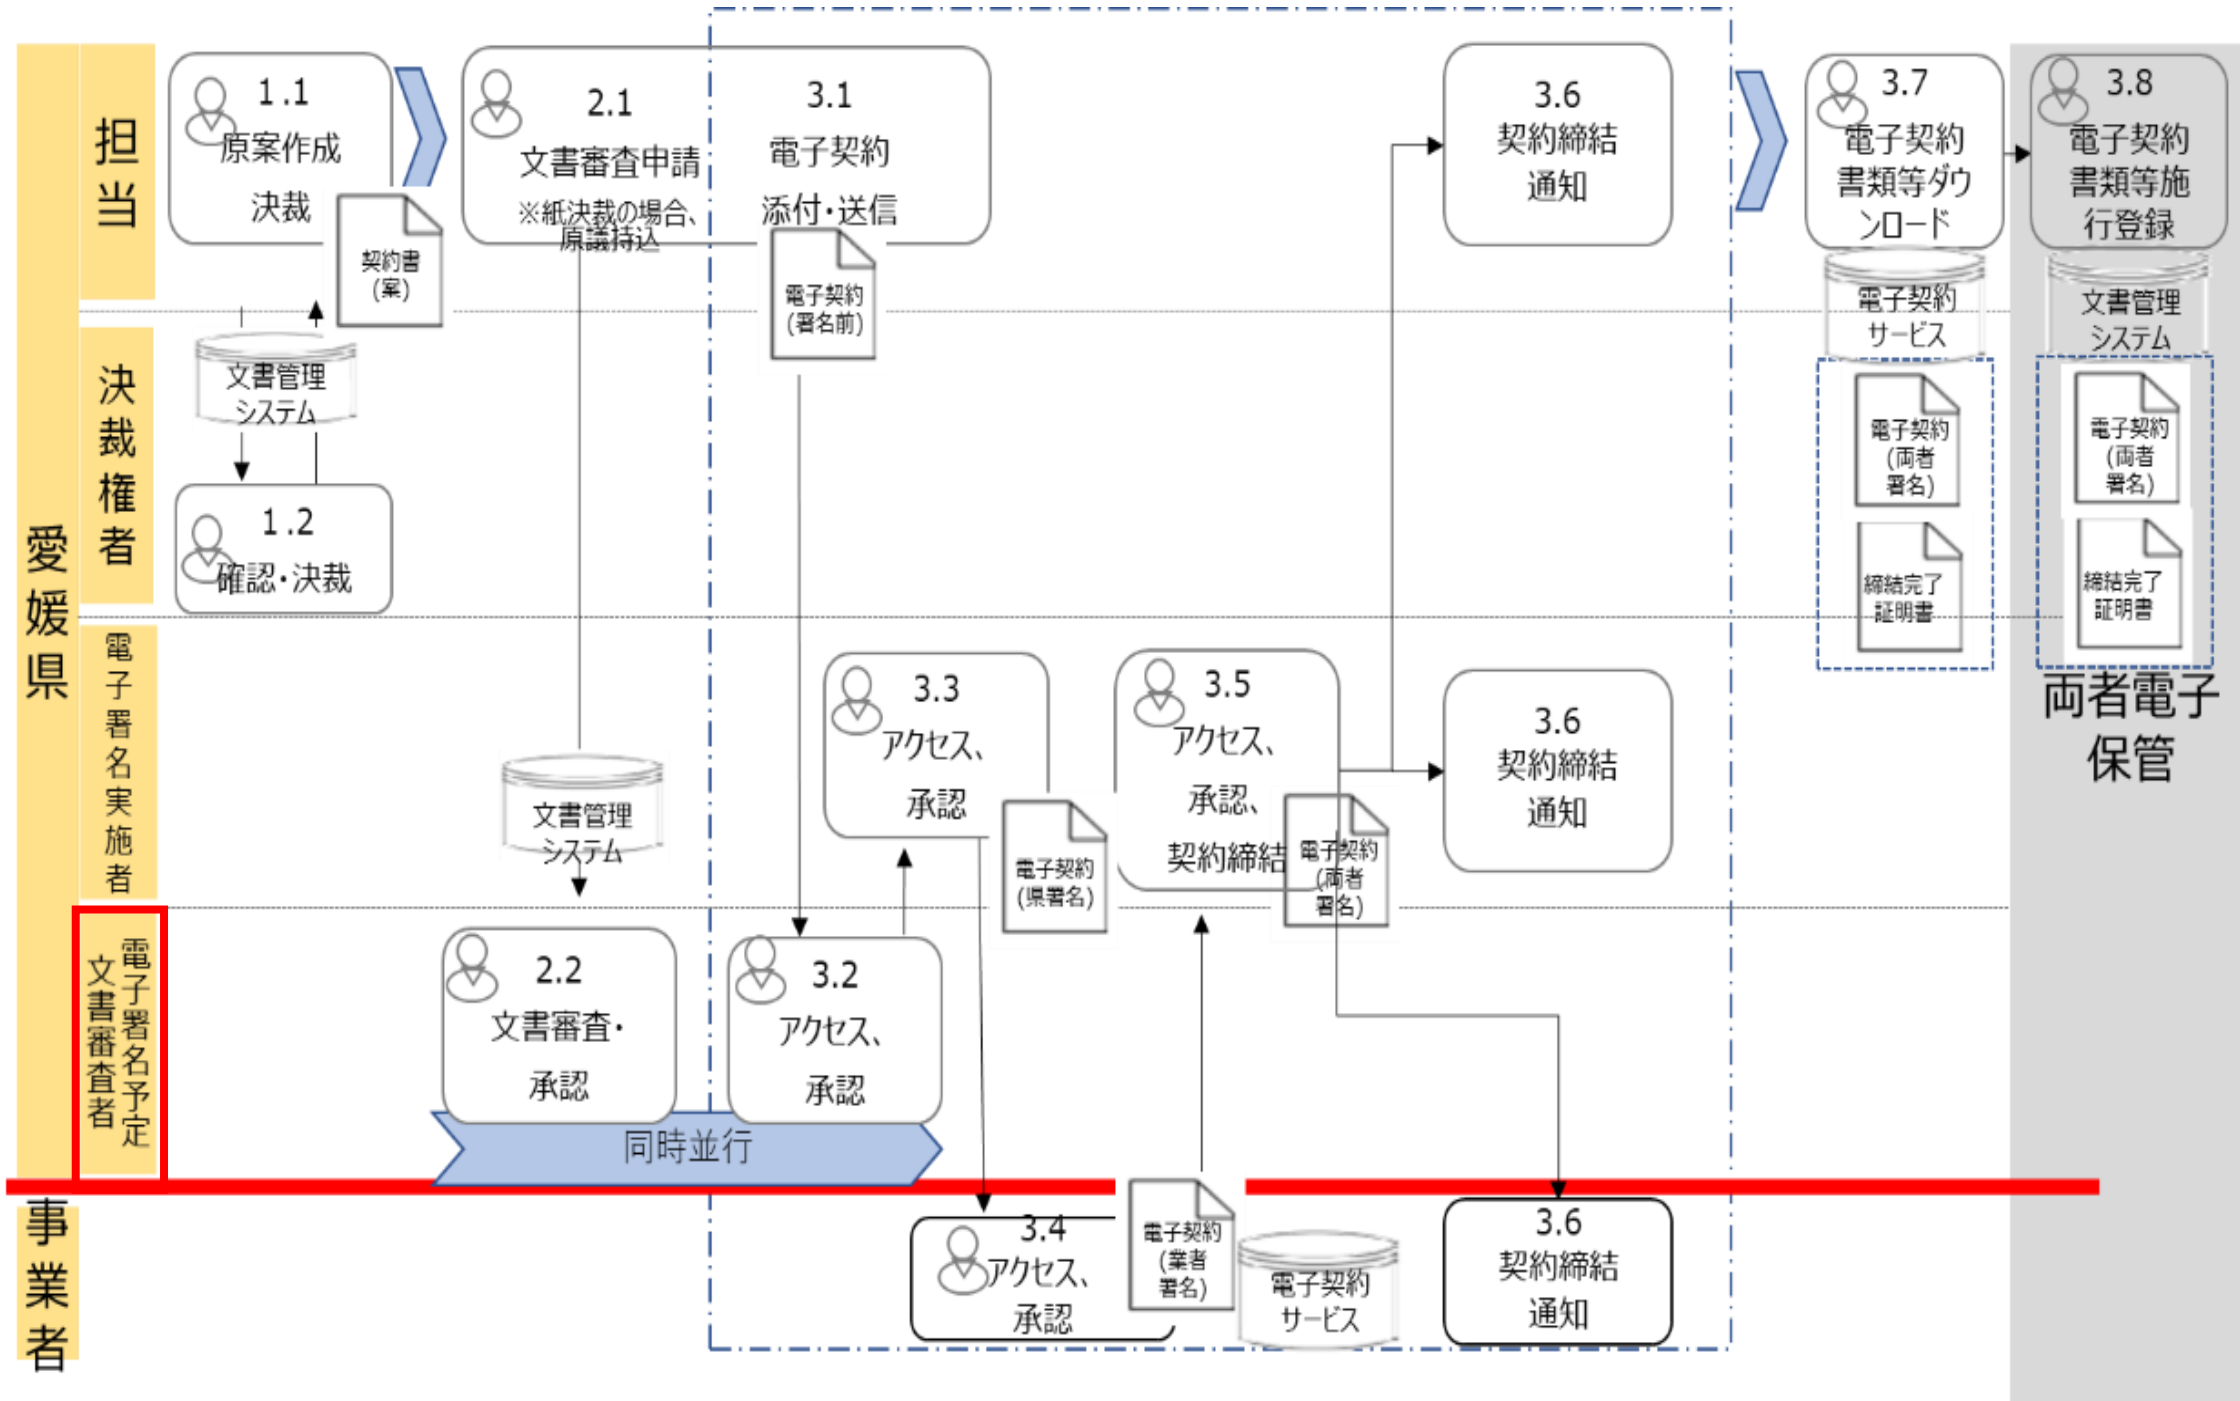 愛媛県
担当
決裁権者
電子署名実施者
電子署名予定
文書審査者
事業者
1.1
原案作成
決裁
契約書
(案)
文書管理
システム
1.2
確認・決裁
2.1
文書審査申請
※紙決裁の場合、
原議持込
3.1
電子契約
添付・送信
電子契約
(署名前)
文書管理
システム
2.2
文書審査・
承認
3.2
アクセス、
承認
同時並行
3.3
アクセス、
承認
電子契約
(県署名)
3.4
アクセス、
承認
電子契約
(業者
署名)
電子契約
サービス
3.5
アクセス、
承認、
契約締結
電子契約
(両者
署名)
3.6
契約締結
通知
3.6
契約締結
通知
3.6
契約締結
通知
3.7
電子契約
書類等ダウ
ンロード
電子契約
サービス
電子契約
(両者
署名)
締結完了
証明書
3.8
電子契約
書類等施
行登録
文書管理
システム
電子契約
(両者
署名)
締結完了
証明書
両者電子
保管